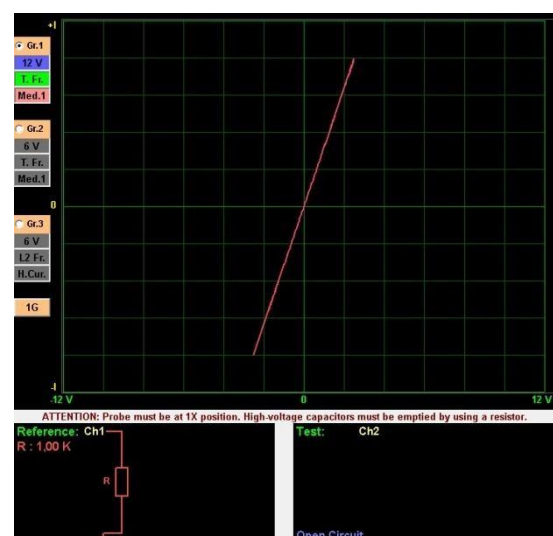 +I
Gr.1
12 V
T. Fr.
Med.1
Gr.2
6 V
T. Fr.
Med.1
0
Gr.3
6 V
L2 Fr.
H.Cur.
1G
-I
-12 V 0 12 V
ATTENTION: Probe must be at 1X position. High-voltage capacitors must be emptied by using a resistor.
Reference: Ch1
R : 1,00 K
R
Test: Ch2
Open Circuit